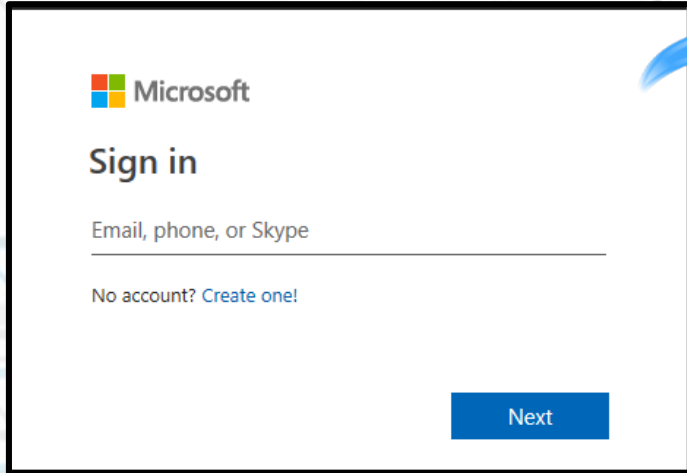 Microsoft
Sign in
Email, phone, or Skype
No account? Create one!
Next